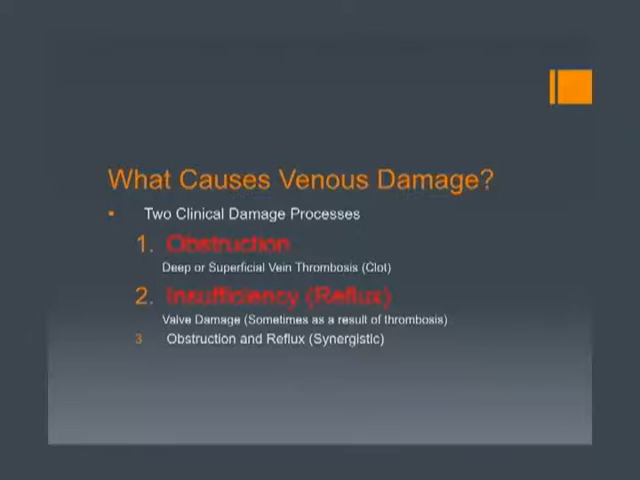 What Causes Venous Damage?
▪ Two Clinical Damage Processes
1. Obstruction
Deep or Superficial Vein Thrombosis (Clot)
2. Insufficiency (Reflux)
Valve Damage (Sometimes as a result of thrombosis)
3 Obstruction and Reflux (Synergistic)